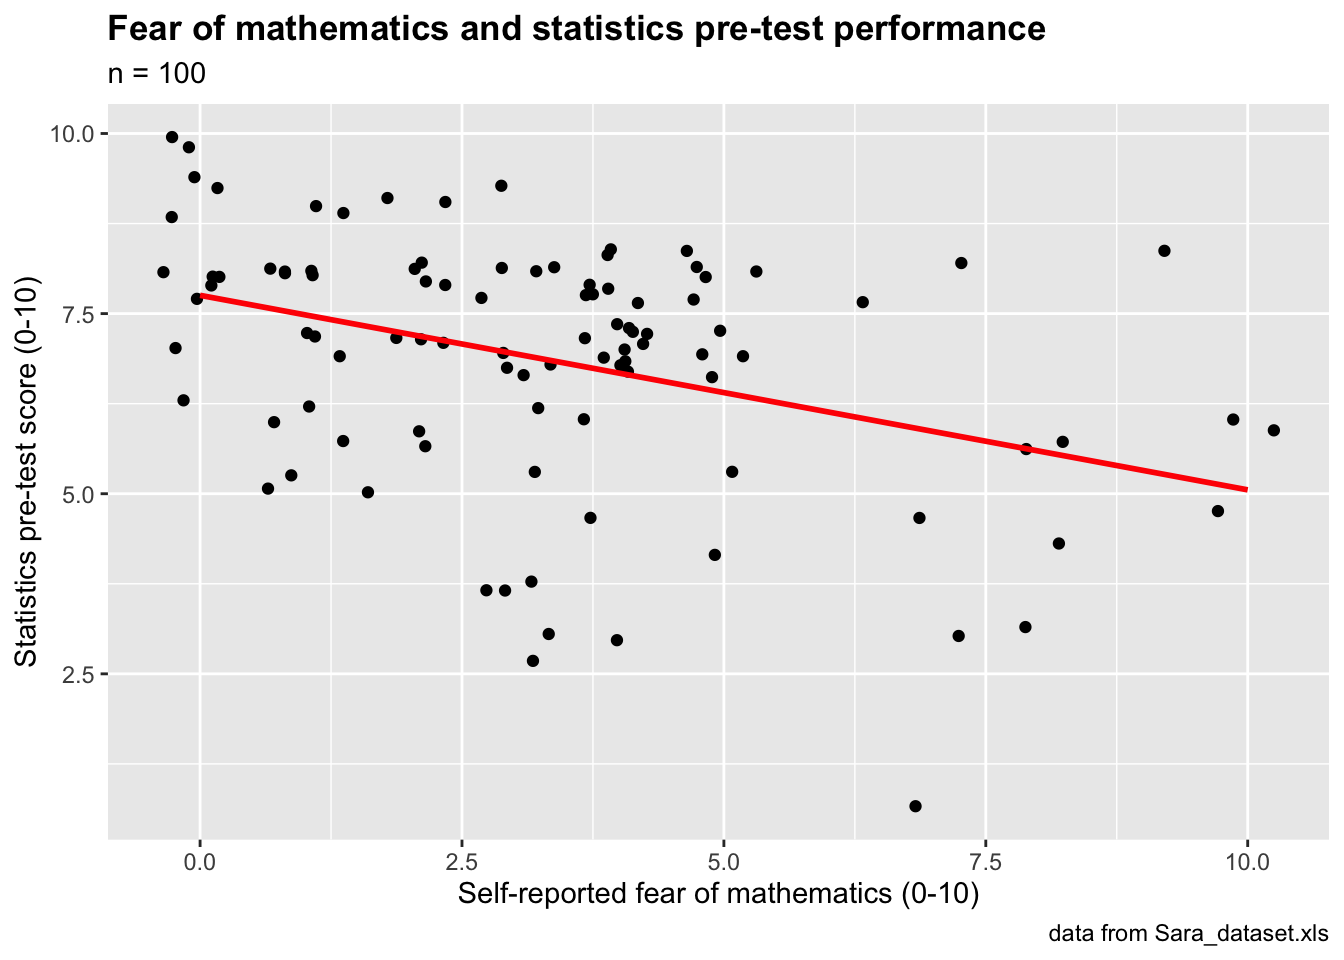 Fear of mathematics and statistics pre-test performance
n = 100
Statistics pre-test score (0-10)
10.0
7.5
5.0
2.5
0.0 2.5 5.0 7.5 10.0
Self-reported fear of mathematics (0-10)
data from Sara_dataset.xls